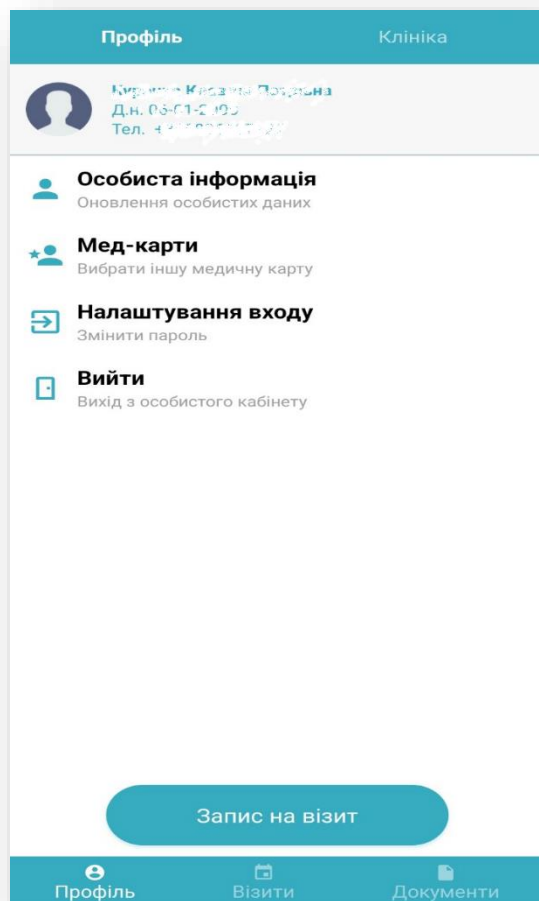 Профіль Клініка
Д.н.
Тел.
Особиста інформація
Оновлення особистих даних
Мед-карти
Вибрати іншу медичну карту
Налаштування входу
Змінити пароль
Вийти
Вихід з особистого кабінету
Запис на візит
Профіль Візити Документи